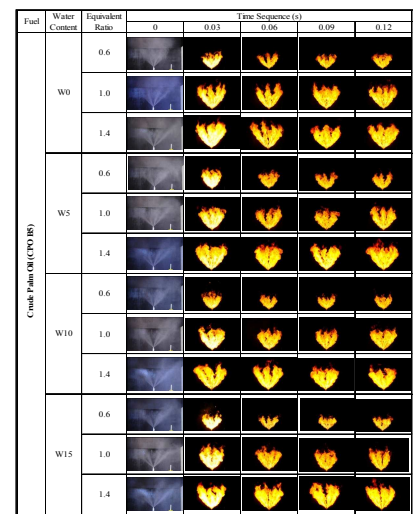 Fuel Water Content Equivalent Ratio Time Sequence (s)
0 0.03 0.06 0.09 0.12
Crude Palm Oil (CPO B5)
W0
0.6
1.0
1.4
W5
0.6
1.0
1.4
W10
0.6
1.0
1.4
W15
0.6
1.0
1.4